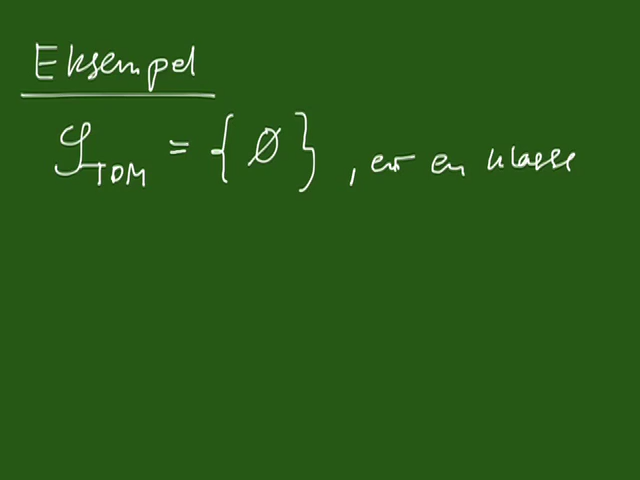 Eksempel
𝒮_TOM = {∅}, er en klasse